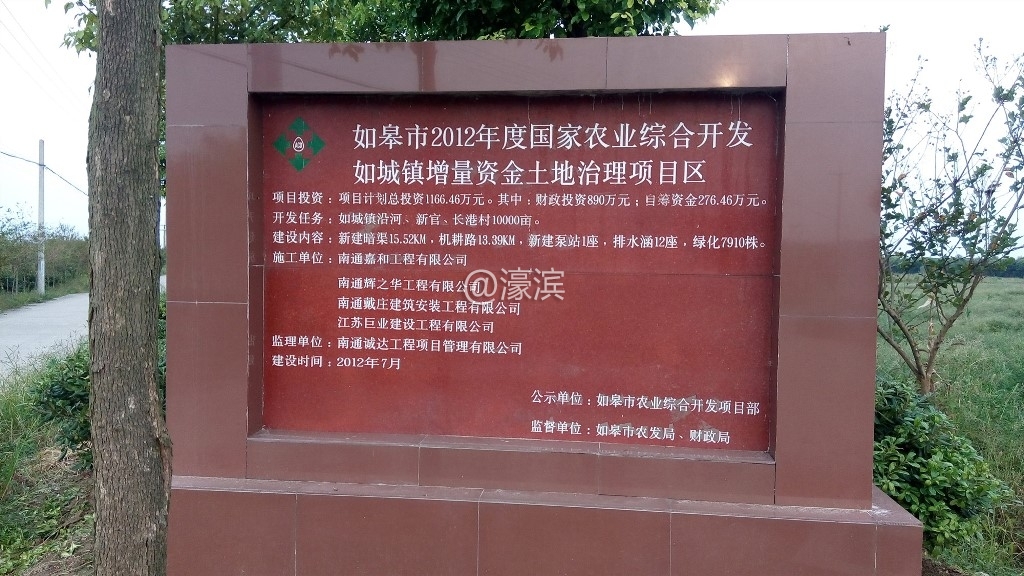 如皋市2012年度国家农业综合开发
如城镇增量资金土地治理项目区
项目投资：项目计划总投资1166.46万元。其中：财政投资890万元；自筹资金276.46万元。
开发任务：如城镇沿河、新官、长港村10000亩。
建设内容：新建暗渠15.52KM，机耕路13.39KM，新建泵站1座，排水涵12座，绿化7910株。
施工单位：南通嘉和工程有限公司
南通辉之华工程有限公司
南通戴庄建筑安装工程有限公司
江苏巨业建设工程有限公司
监理单位：南通诚达工程项目管理有限公司
建设时间：2012年7月
公示单位：如皋市农业综合开发项目部
监督单位：如皋市农发局、财政局
@濠滨